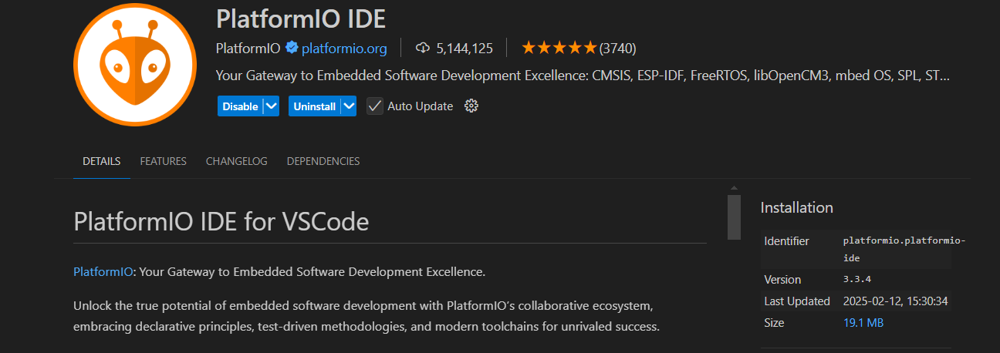 PlatformIO IDE
PlatformIO platformio.org 5,144,125 (3740)
Your Gateway to Embedded Software Development Excellence: CMSIS, ESP-IDF, FreeRTOS, libOpenCM3, mbed OS, SPL, ST…
Disable Uninstall Auto Update
DETAILS FEATURES CHANGELOG DEPENDENCIES
PlatformIO IDE for VSCode
PlatformIO: Your Gateway to Embedded Software Development Excellence.
Unlock the true potential of embedded software development with PlatformIO’s collaborative ecosystem,
embracing declarative principles, test-driven methodologies, and modern toolchains for unrivaled success.
Installation
Identifier platformio.platformio-
ide
Version 3.3.4
Last Updated 2025-02-12, 15:30:34
Size 19.1 MB